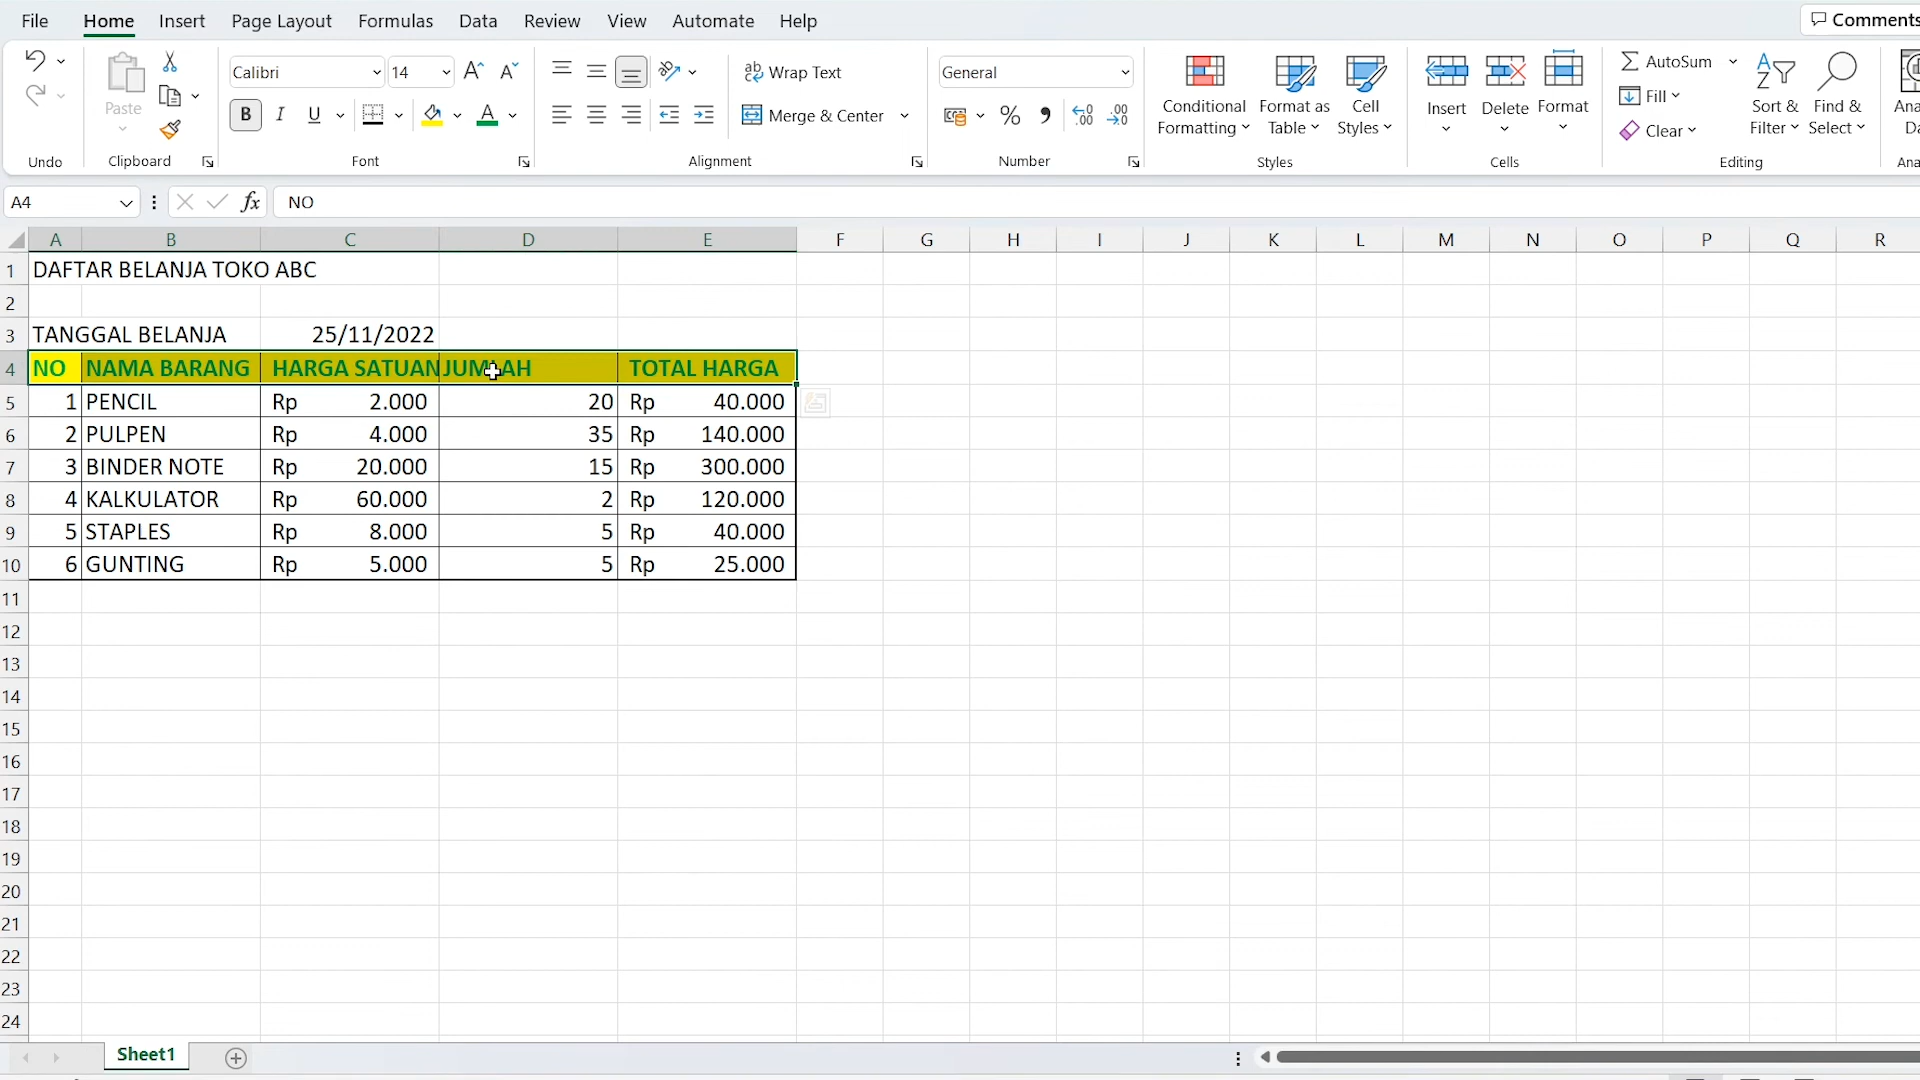 File Home Insert Page Layout Formulas Data Review View Automate Help Comments
Calibri 14 Wrap Text General AutoSum
Paste Conditional Formatting Format as Table Cell Styles Insert Delete Format Fill Sort & Filter Find & Select
B I U A Merge & Center % Clear
Undo Clipboard Font Alignment Number Styles Cells Editing
A4 fx NO
A B C D E F G H I J K L M N O P Q R
1 DAFTAR BELANJA TOKO ABC
2
3 TANGGAL BELANJA 25/11/2022
4 NO NAMA BARANG HARGA SATUAN JUMLAH TOTAL HARGA
5 1 PENCIL Rp 2.000 20 Rp 40.000
6 2 PULPEN Rp 4.000 35 Rp 140.000
7 3 BINDER NOTE Rp 20.000 15 Rp 300.000
8 4 KALKULATOR Rp 60.000 2 Rp 120.000
9 5 STAPLES Rp 8.000 5 Rp 40.000
10 6 GUNTING Rp 5.000 5 Rp 25.000
11
12
13
14
15
16
17
18
19
20
21
22
23
24
Sheet1